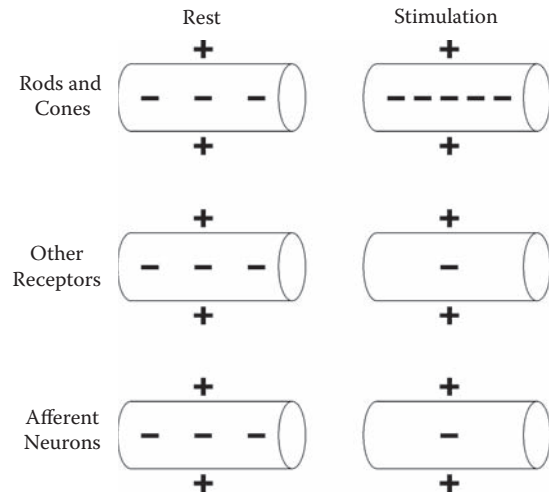 Rest Stimulation
Rods and
Cones
Other
Receptors
Afferent
Neurons